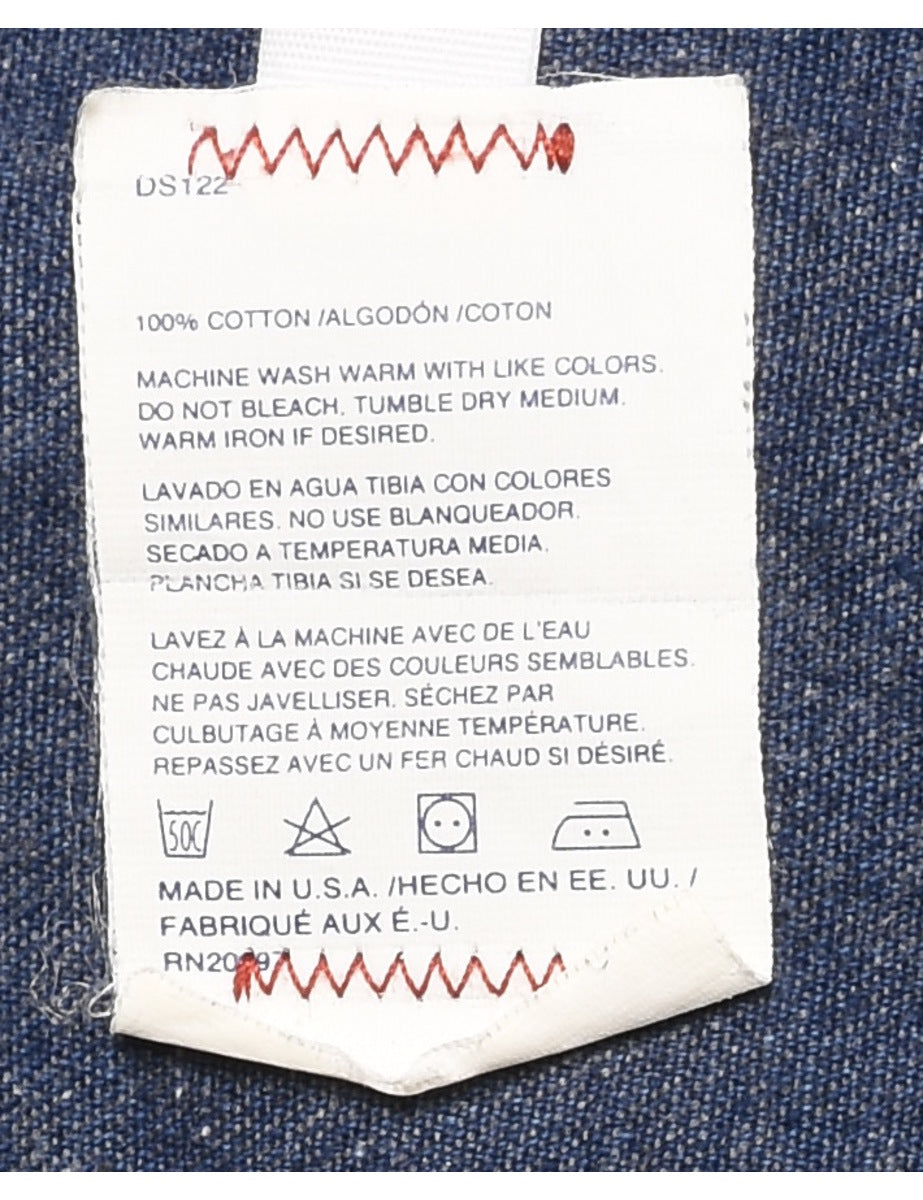 DS122
100% COTTON /ALGODÓN /COTON
MACHINE WASH WARM WITH LIKE COLORS.
DO NOT BLEACH. TUMBLE DRY MEDIUM.
WARM IRON IF DESIRED.
LAVADO EN AGUA TIBIA CON COLORES
SIMILARES. NO USE BLANQUEADOR.
SECADO A TEMPERATURA MEDIA.
PLANCHA TIBIA SI SE DESEA.
LAVEZ À LA MACHINE AVEC DE L'EAU
CHAUDE AVEC DES COULEURS SEMBLABLES.
NE PAS JAVELLISER. SÉCHEZ PAR
CULBUTAGE À MOYENNE TEMPÉRATURE.
REPASSEZ AVEC UN FER CHAUD SI DÉSIRÉ.
50C
MADE IN U.S.A. /HECHO EN EE. UU. /
FABRIQUÉ AUX É.-U.